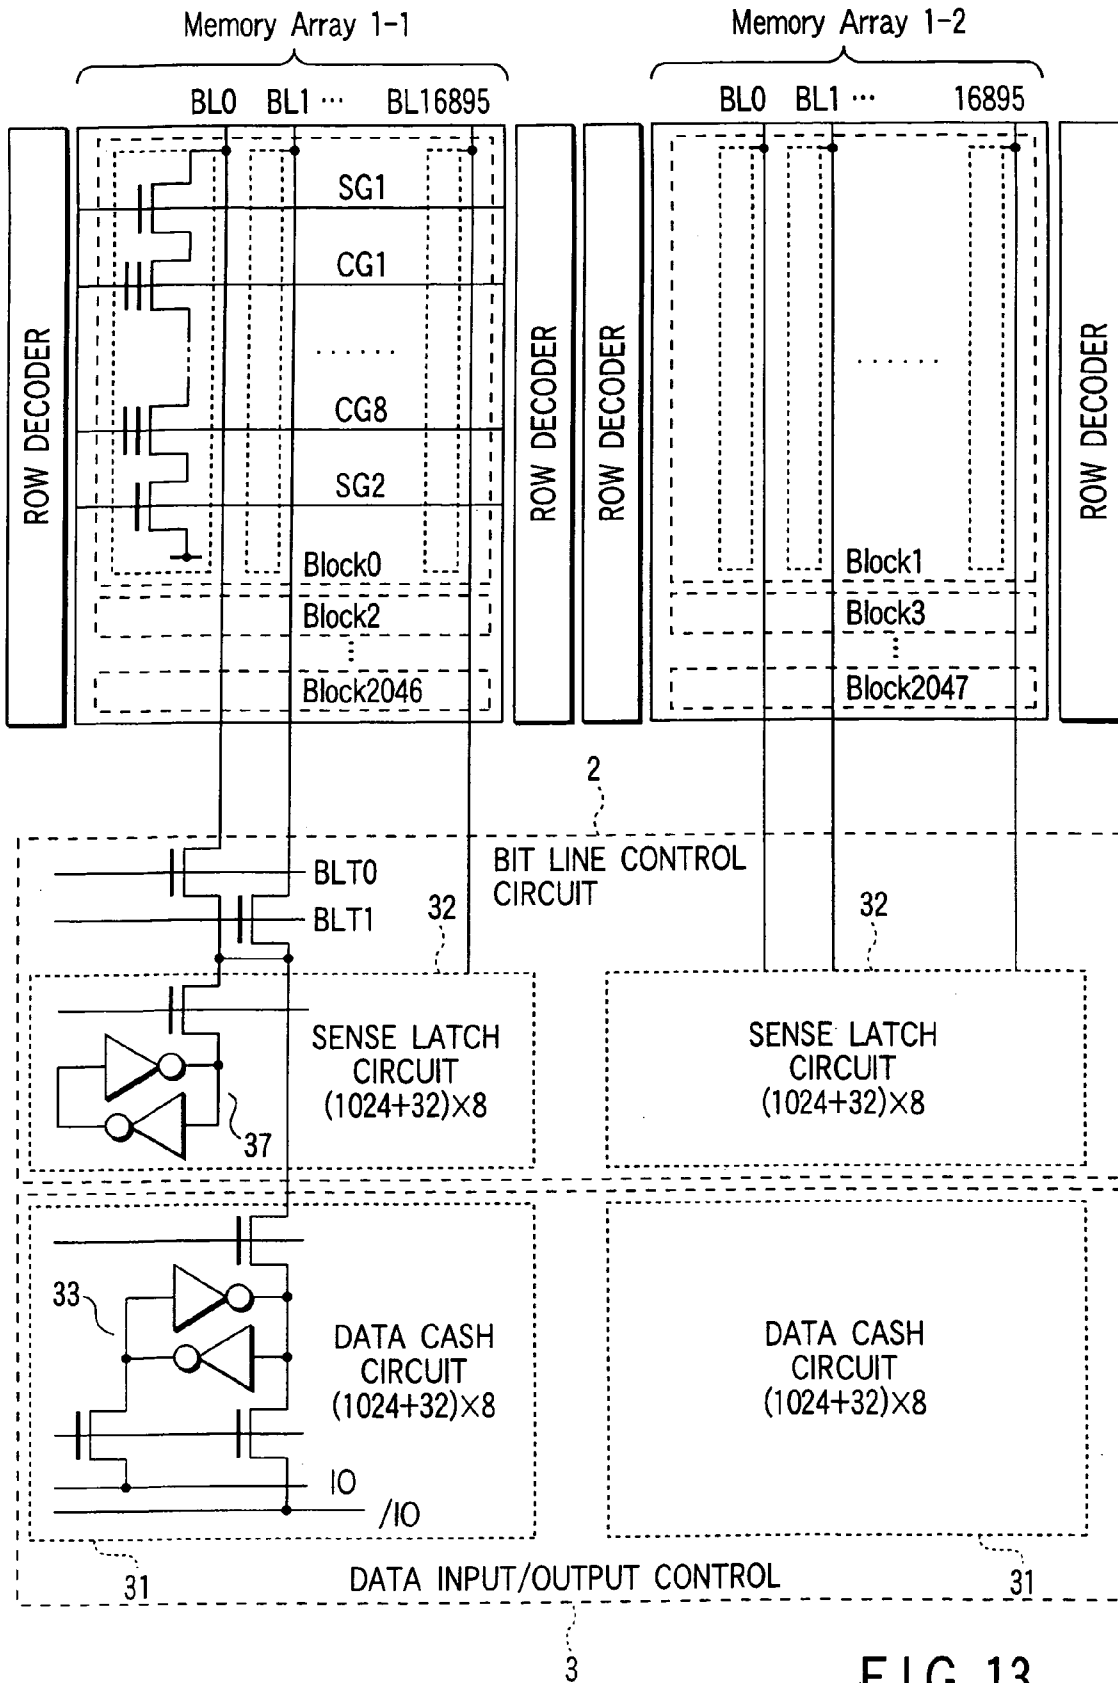 Memory Array 1-1
Memory Array 1-2
BL0 BL1 ··· BL16895
BL0 BL1 ··· 16895
ROW DECODER
ROW DECODER
ROW DECODER
ROW DECODER
SG1
CG1
CG8
SG2
Block0
Block2
Block2046
Block1
Block3
Block2047
2
BIT LINE CONTROL
CIRCUIT
BLT0
BLT1
32
32
SENSE LATCH
CIRCUIT
(1024+32)×8
37
SENSE LATCH
CIRCUIT
(1024+32)×8
33
DATA CASH
CIRCUIT
(1024+32)×8
DATA CASH
CIRCUIT
(1024+32)×8
IO
/IO
31
DATA INPUT/OUTPUT CONTROL
31
3
FIG. 13